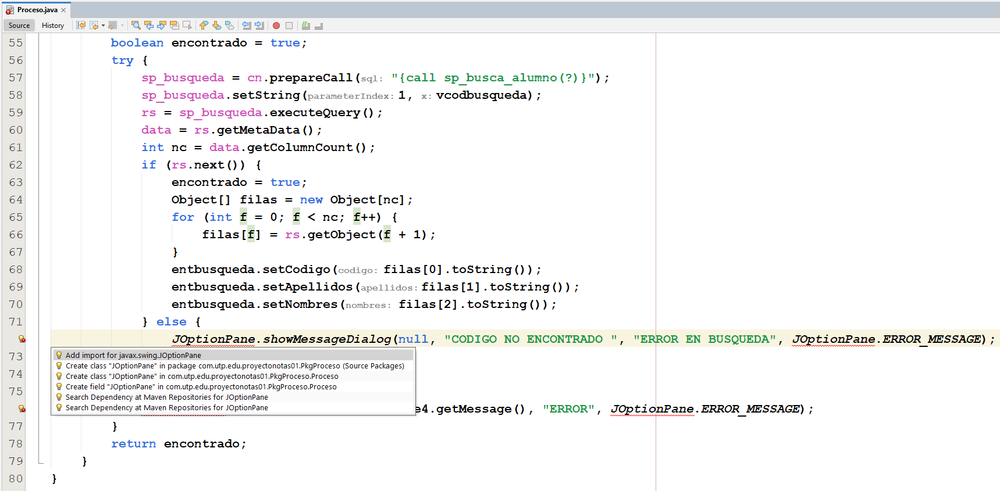 Proceso.java
Source History
55 boolean encontrado = true;
56 try {
57 sp_busqueda = cn.prepareCall(sql: "{call sp_busca_alumno(?)}");
58 sp_busqueda.setString(parameterIndex: 1, x: vcodbusqueda);
59 rs = sp_busqueda.executeQuery();
60 data = rs.getMetaData();
61 int nc = data.getColumnCount();
62 if (rs.next()) {
63 encontrado = true;
64 Object[] filas = new Object[nc];
65 for (int f = 0; f < nc; f++) {
66 filas[f] = rs.getObject(f + 1);
67 }
68 entbusqueda.setCodigo(codigo: filas[0].toString());
69 entbusqueda.setApellidos(apellidos: filas[1].toString());
70 entbusqueda.setNombres(nombres: filas[2].toString());
71 } else {
JOptionPane.showMessageDialog(null, "CODIGO NO ENCONTRADO ", "ERROR EN BUSQUEDA", JOptionPane.ERROR_MESSAGE);
Add import for javax.swing.JOptionPane
73
Create class "JOptionPane" in package com.utp.edu.proyectonotas01.PkgProceso (Source Packages)
74
Create class "JOptionPane" in com.utp.edu.proyectonotas01.PkgProceso.Proceso
Create field "JOptionPane" in com.utp.edu.proyectonotas01.PkgProceso.Proceso
75
Search Dependency at Maven Repositories for JOptionPane
Search Dependency at Maven Repositories for JOptionPane
e4.getMessage(), "ERROR", JOptionPane.ERROR_MESSAGE);
77 }
78 return encontrado;
79 }
80 }